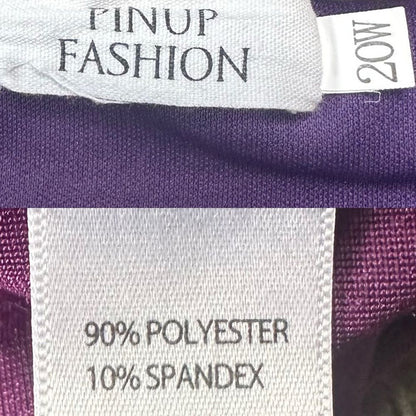 PINUP
FASHION
20W
90% POLYESTER
10% SPANDEX